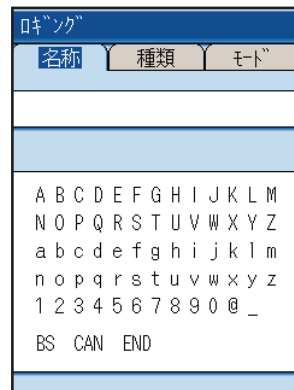 ロギング
名称 種類 モード
A B C D E F G H I J K L M
N O P Q R S T U V W X Y Z
a b c d e f g h i j k l m
n o p q r s t u v w x y z
1 2 3 4 5 6 7 8 9 0 @ _
BS CAN END